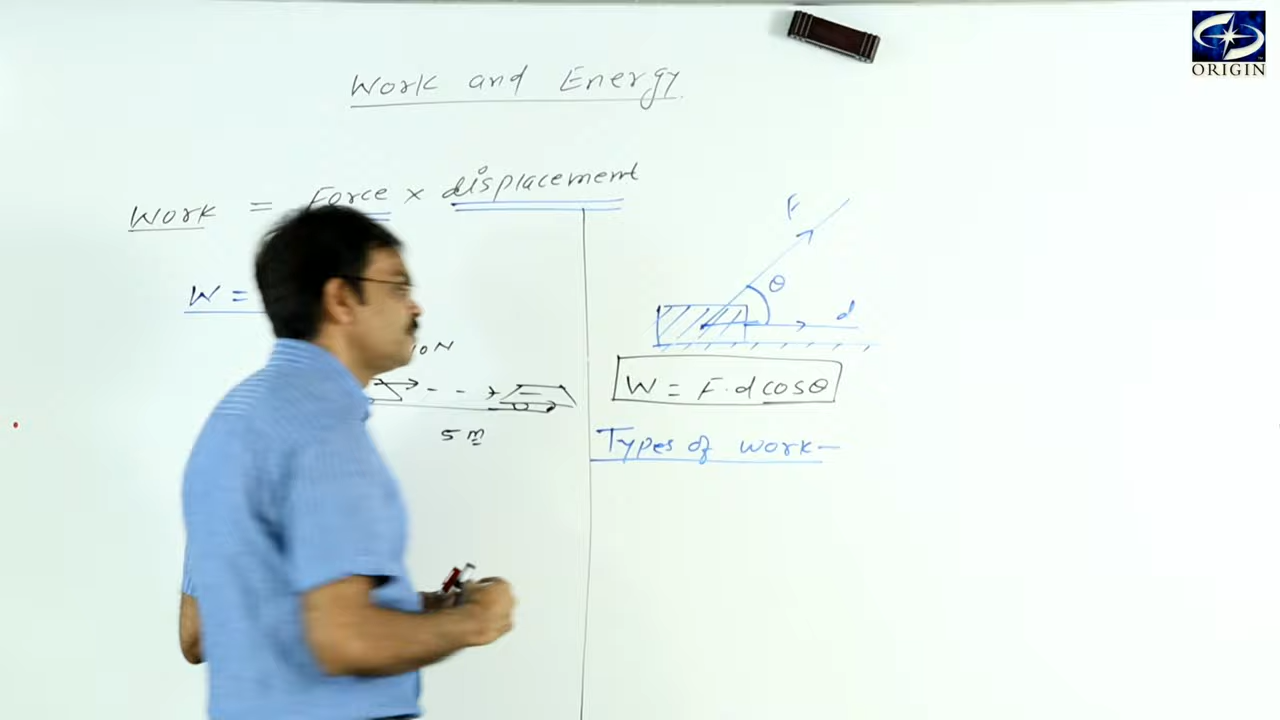 Work and Energy
Work = Force × displacement
W =
N
5 m
F
θ
d
W = F. d cosθ
Types of work-
ORIGIN